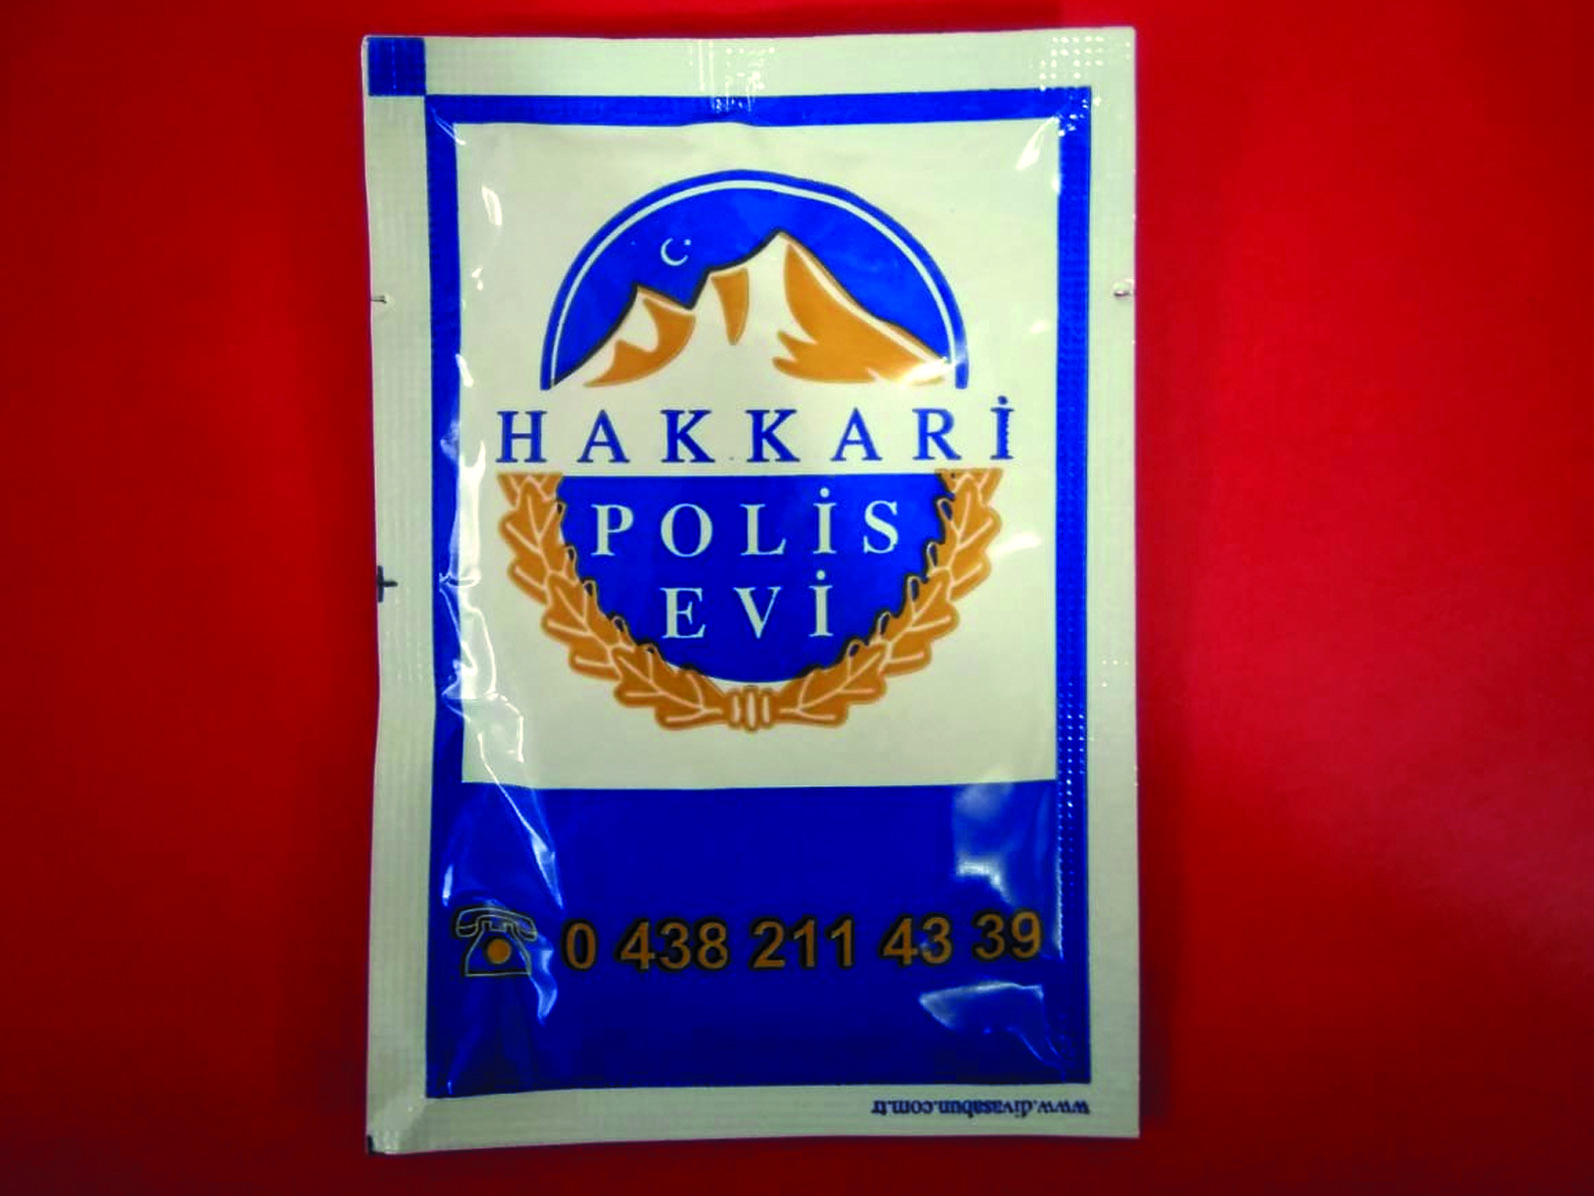 HAKKARİ
POLİS
EVİ
0 438 211 43 39
www.divasabun.com.tr